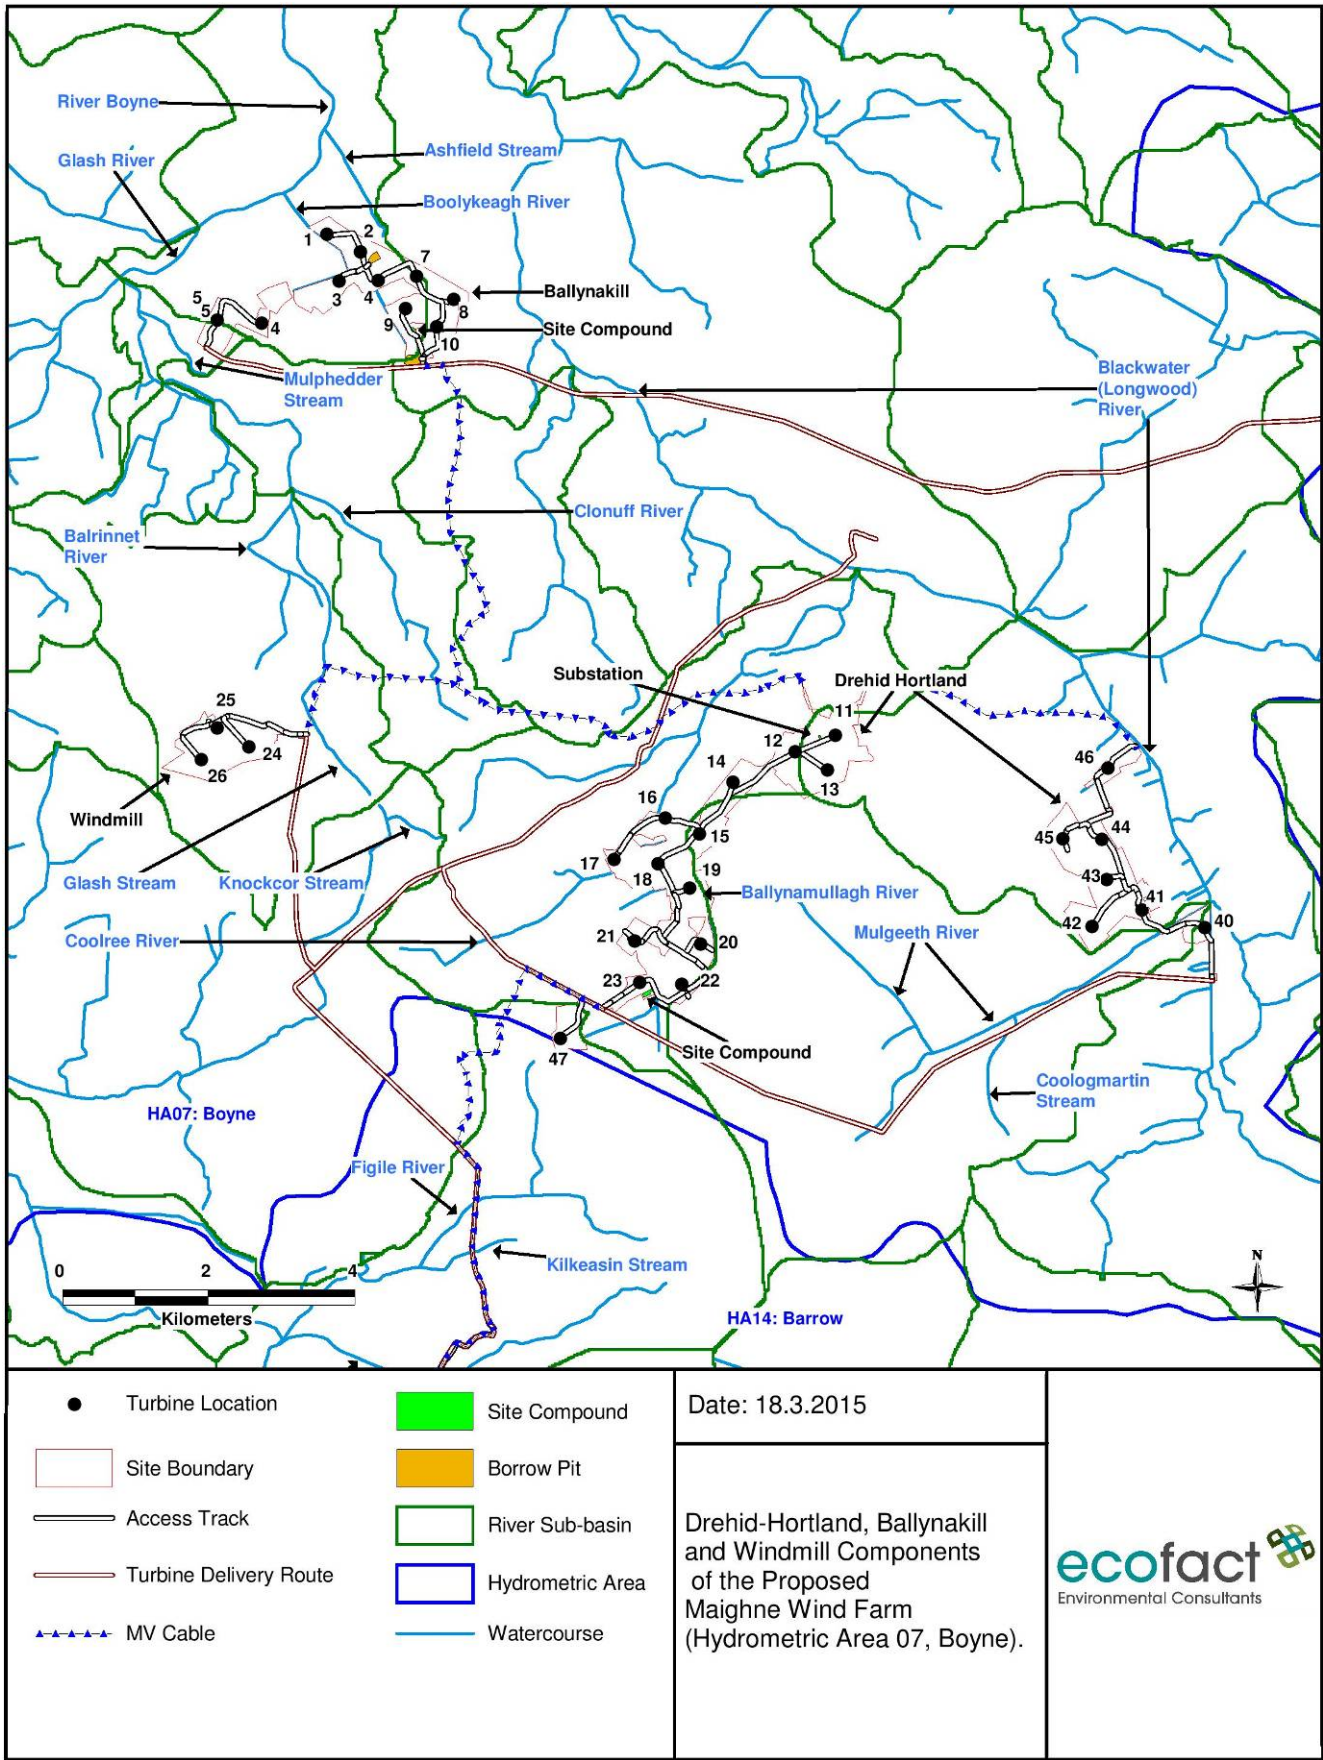 River Boyne
Glash River
Ashfield Stream
Boolykeagh River
1
2
7
3
4
8
5
5
4
9
10
Ballynakill
Site Compound
Mulphedder
Stream
Blackwater
(Longwood)
River
Clonuff River
Balrinnet
River
Substation
Drehid Hortland
25
24
26
11
12
13
14
46
16
15
45
44
17
18
19
43
41
42
40
Windmill
Glash Stream
Knockcor Stream
Ballynamullagh River
Coolree River
21
20
Mulgeeth River
23
22
47
Site Compound
Coologmartin
Stream
HA07: Boyne
Figile River
Kilkeasin Stream
0
2
4
Kilometers
N
HA14: Barrow
Turbine Location
Site Boundary
Access Track
Turbine Delivery Route
MV Cable
Site Compound
Borrow Pit
River Sub-basin
Hydrometric Area
Watercourse
Date: 18.3.2015
Drehid-Hortland, Ballynakill
and Windmill Components
of the Proposed
Maighne Wind Farm
(Hydrometric Area 07, Boyne).
ecofact
Environmental Consultants